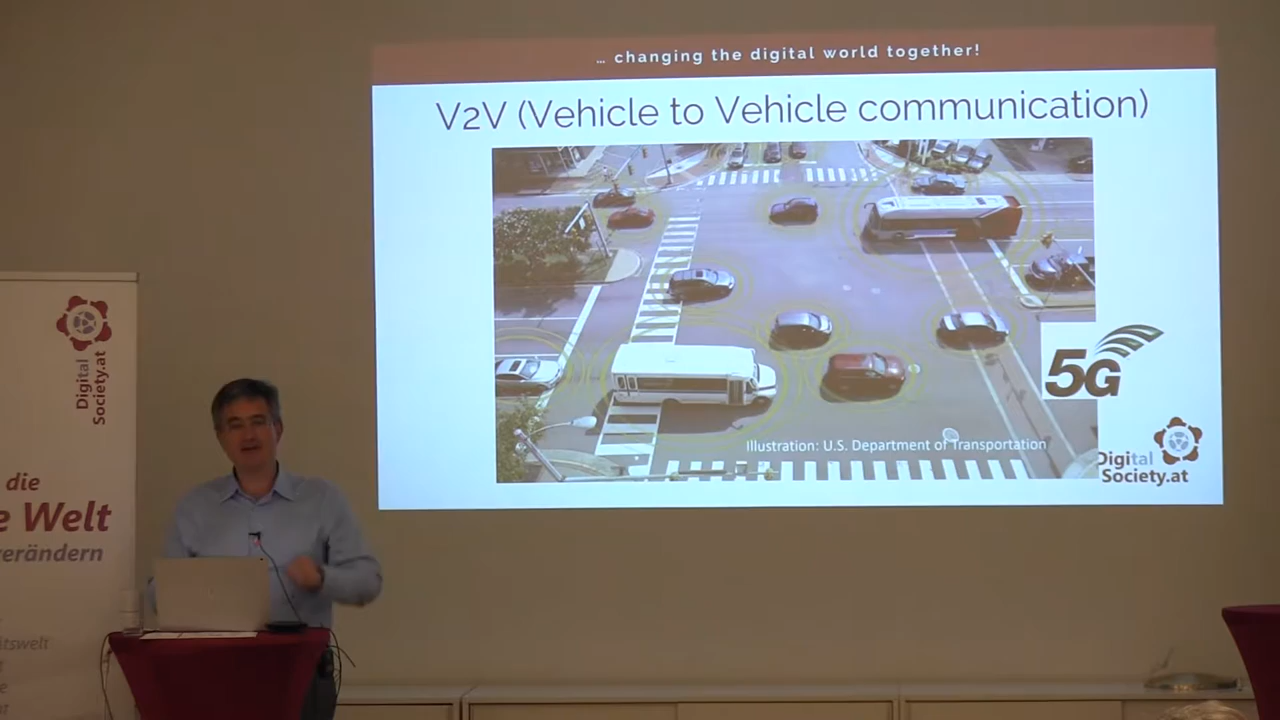 … changing the digital world together!
V2V (Vehicle to Vehicle communication)
5G
Illustration: U.S. Department of Transportation
Digital
Society.at
Digital
Society.at
die
e Welt
verändern
itswelt